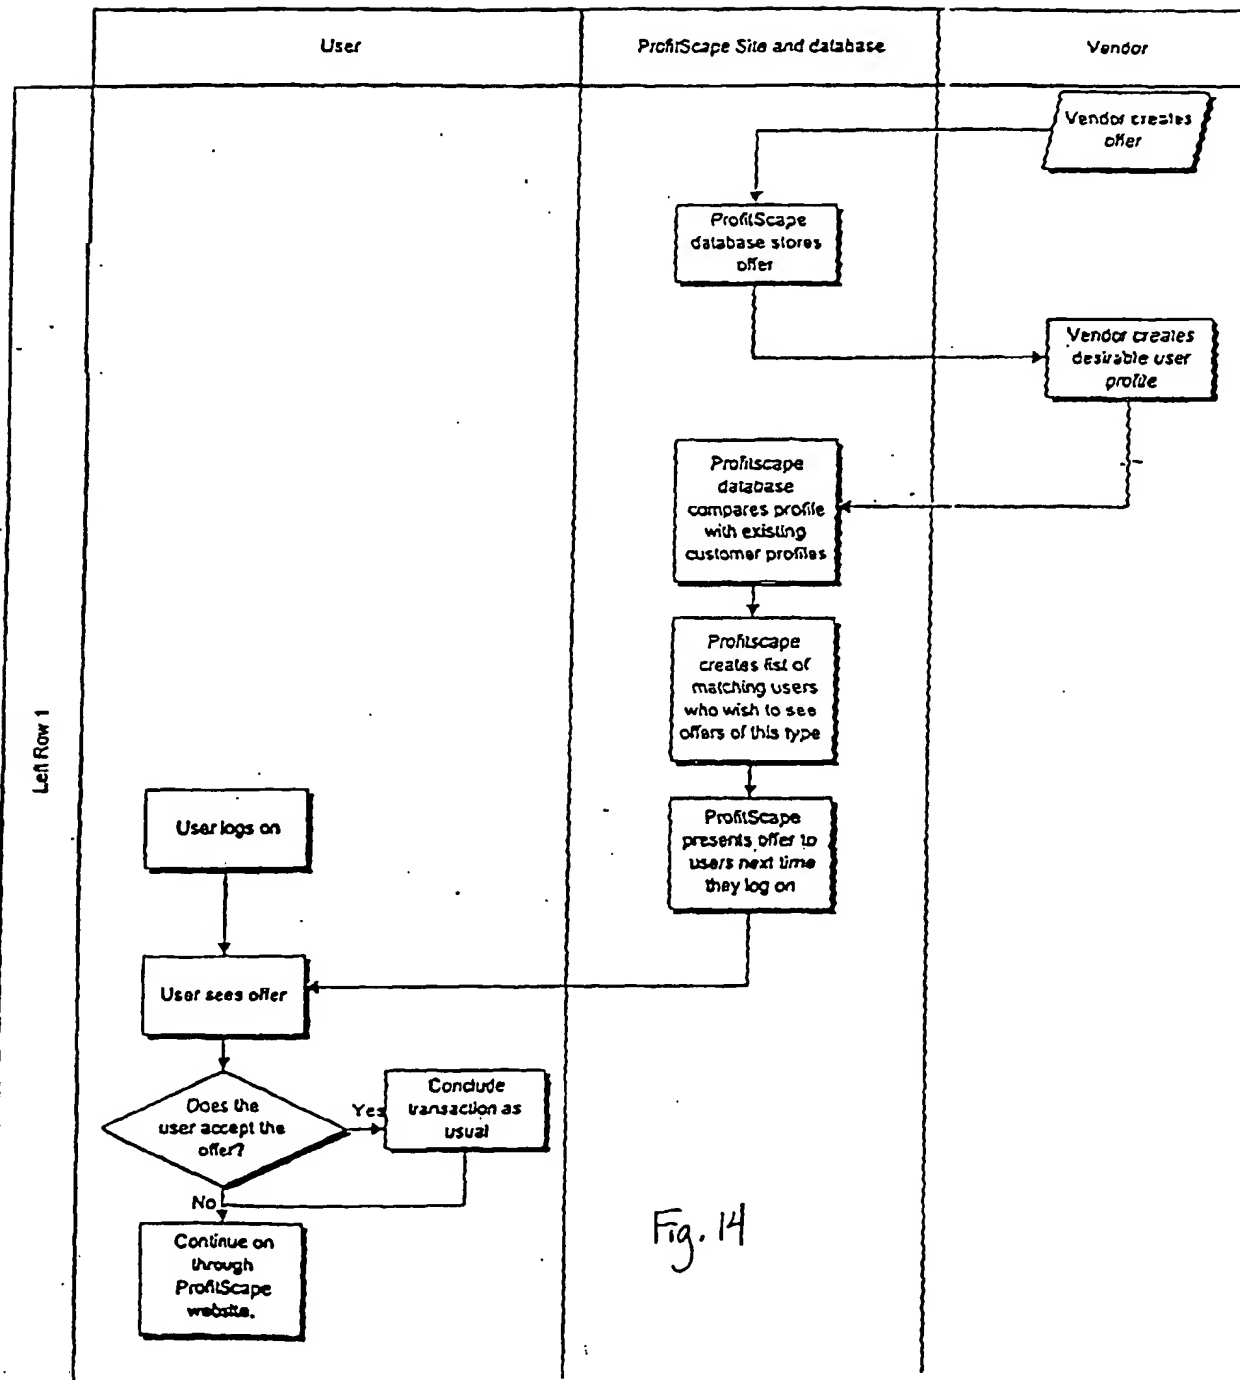 User
ProfitScape Site and database
Vendor
Left Row 1
Vendor creates
offer
ProfitScape
database stores
offer
Vendor creates
desirable user
profile
Profitscape
database
compares profile
with existing
customer profiles
Profitscape
creates list of
matching users
who wish to see
offers of this type
ProfitScape
presents offer to
users next time
they log on
User logs on
User sees offer
Does the
user accept the
offer?
Yes
Conclude
transaction as
usual
No
Continue on
through
ProfitScape
website.
Fig. 14